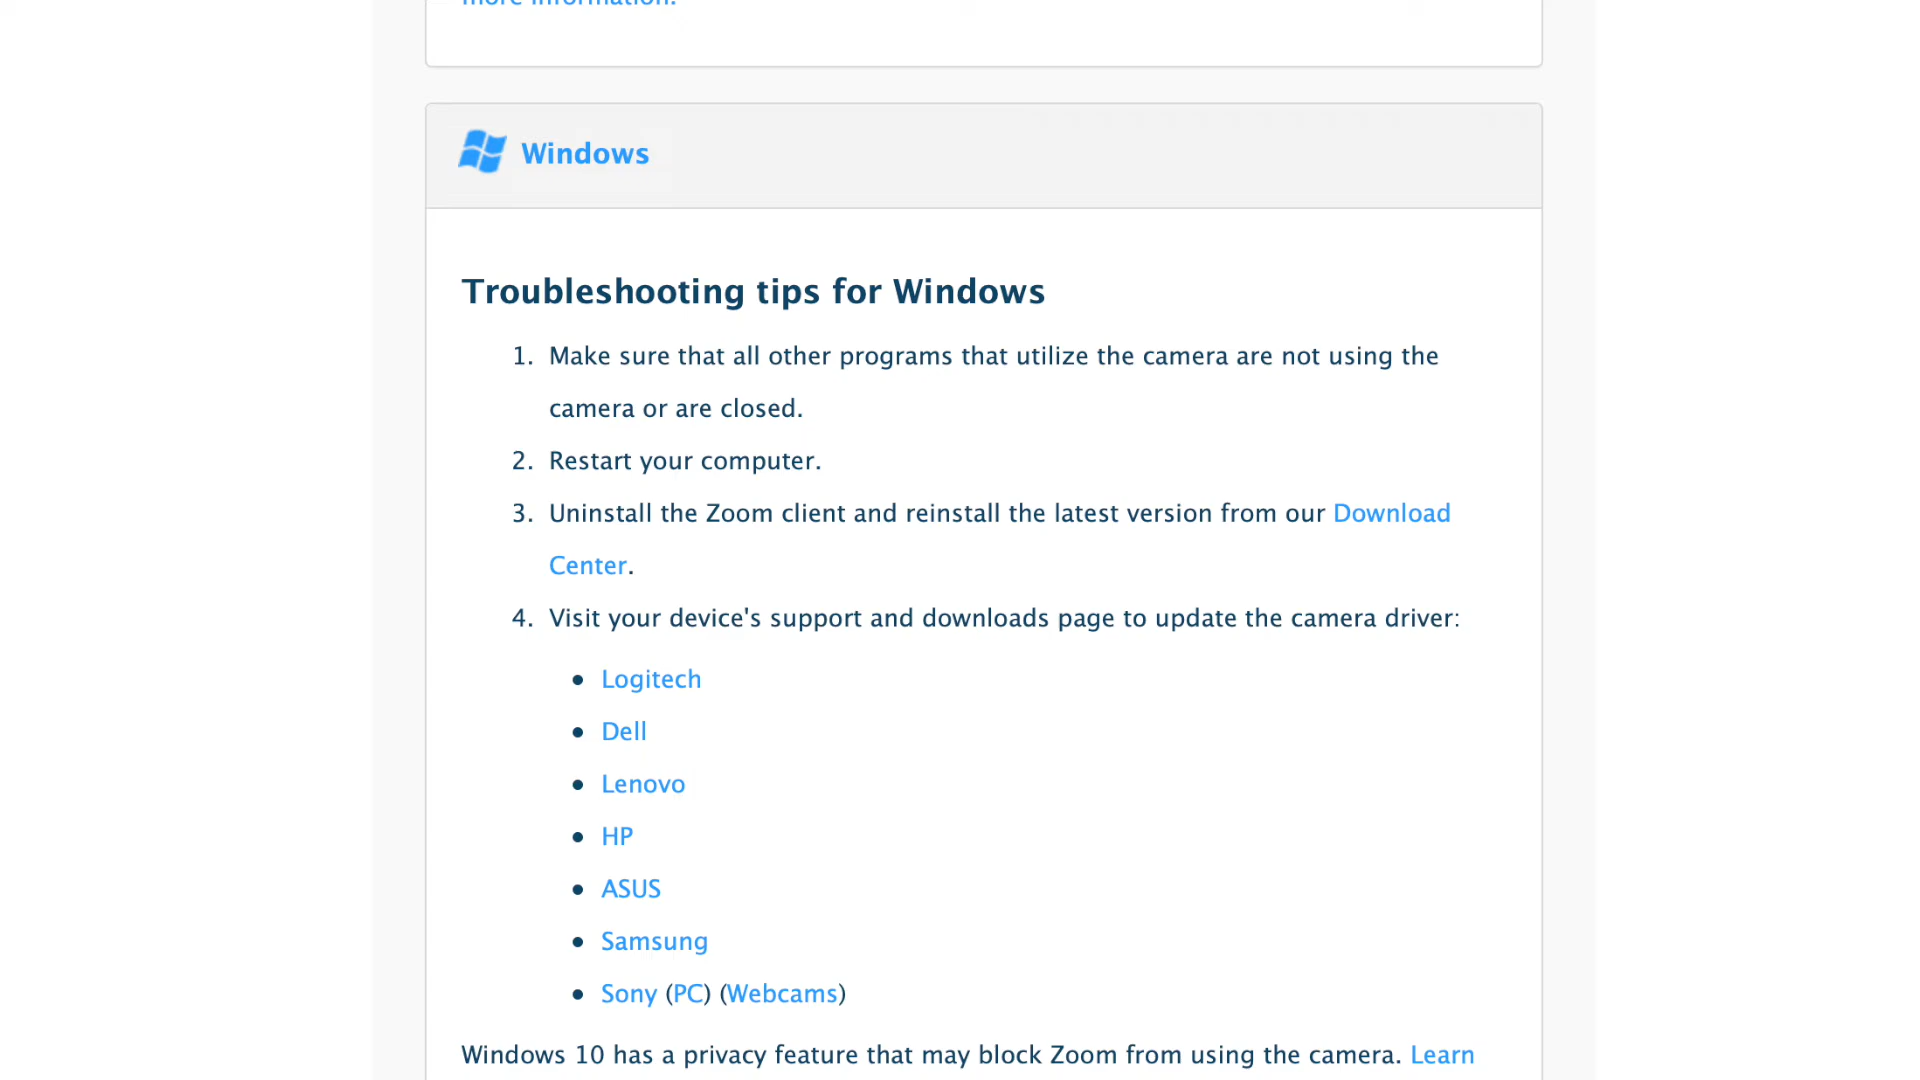 more information.
Windows
Troubleshooting tips for Windows
1. Make sure that all other programs that utilize the camera are not using the
camera or are closed.
2. Restart your computer.
3. Uninstall the Zoom client and reinstall the latest version from our Download
Center.
4. Visit your device's support and downloads page to update the camera driver:
• Logitech
• Dell
• Lenovo
• HP
• ASUS
• Samsung
• Sony (PC) (Webcams)
Windows 10 has a privacy feature that may block Zoom from using the camera. Learn